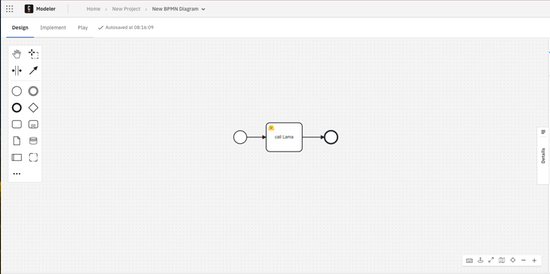 Modeler Home New Project New BPMN Diagram
Design Implement Play Autosaved at 08:16:09
call Lama
Details